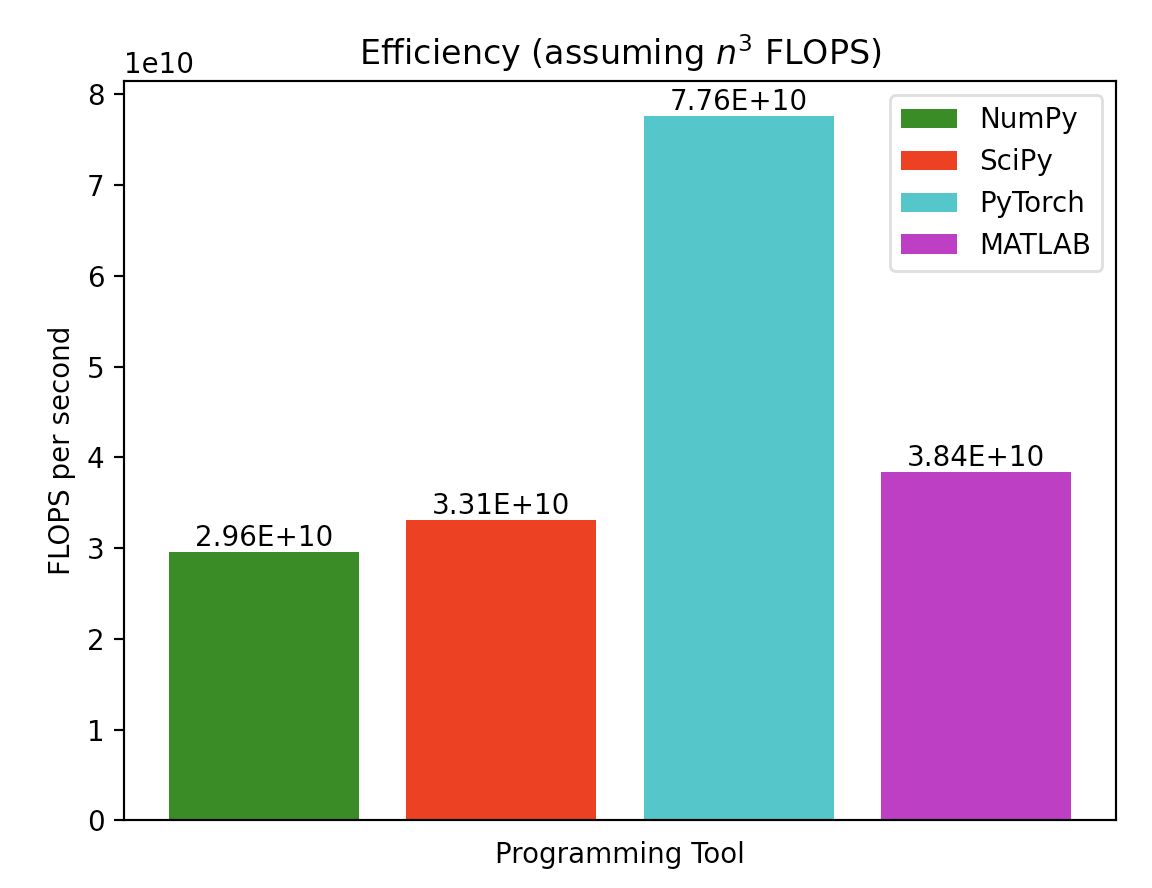 Efficiency (assuming n³ FLOPS)
1e10
8
7
6
5
4
3
2
1
0
FLOPS per second
2.96E+10
3.31E+10
7.76E+10
3.84E+10
NumPy
SciPy
PyTorch
MATLAB
Programming Tool